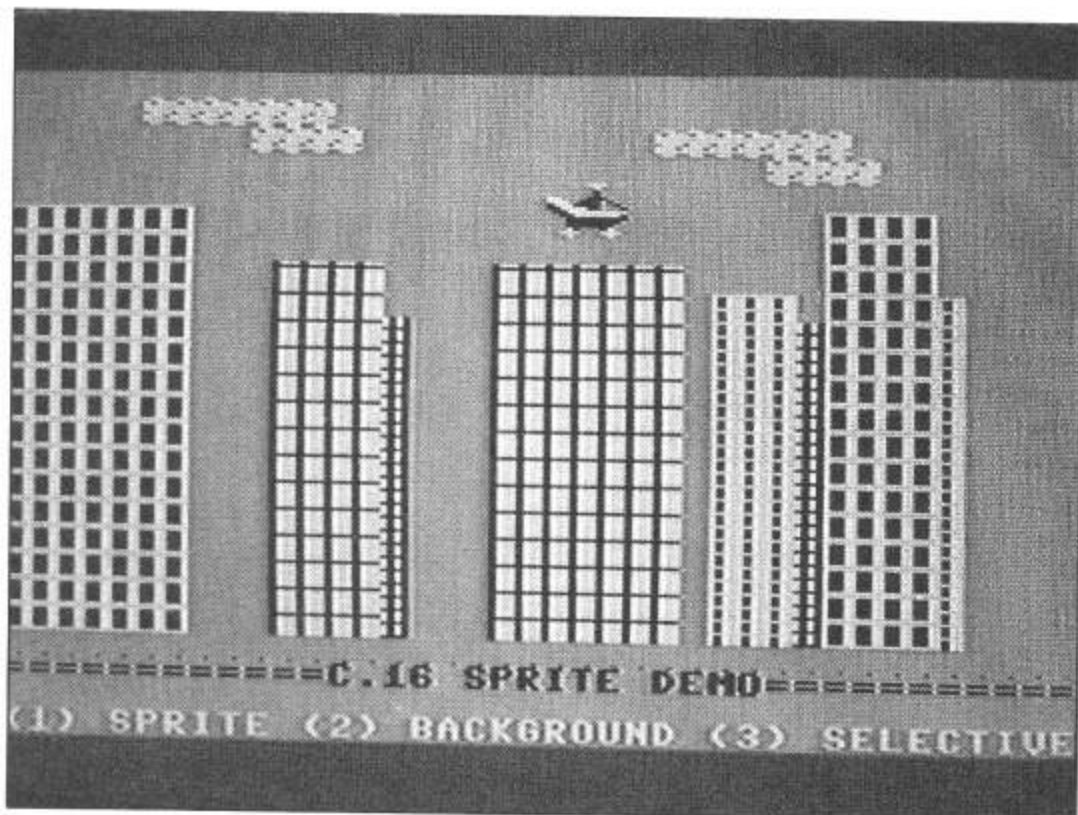 C.16 SPRITE DEMO
(1) SPRITE (2) BACKGROUND (3) SELECTIVE